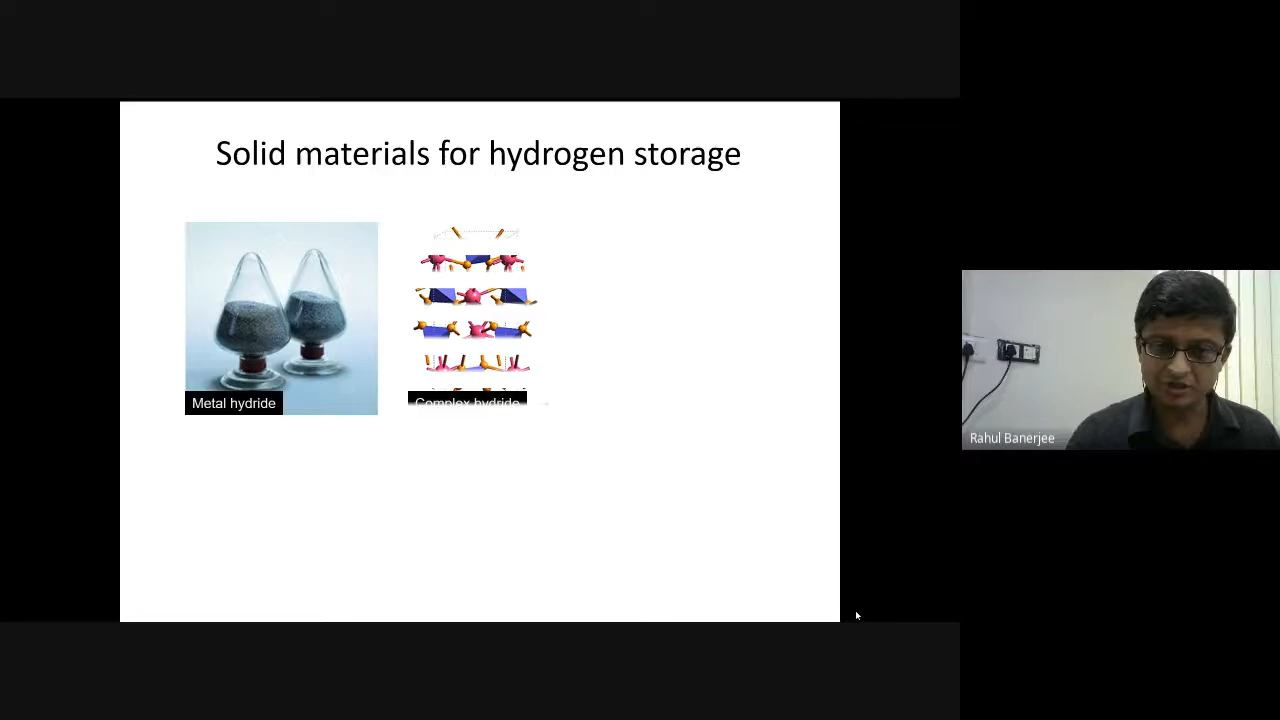 Solid materials for hydrogen storage
Metal hydride
Complex hydride
Rahul Banerjee